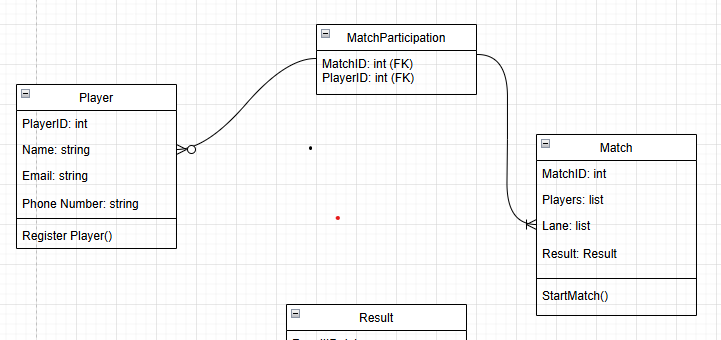 MatchParticipation
MatchID: int (FK)
PlayerID: int (FK)
Player
PlayerID: int
Name: string
Email: string
Phone Number: string
Register Player()
Match
MatchID: int
Players: list
Lane: list
Result: Result
StartMatch()
Result